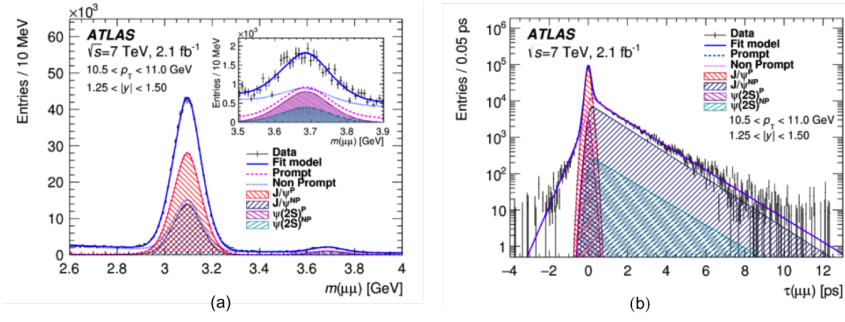 (a)
×10³
Entries / 10 MeV
60
50
40
30
20
10
0
ATLAS
√s=7 TeV, 2.1 fb⁻¹
10.5 < pT < 11.0 GeV
1.25 < |y| < 1.50
×10³
Entries / 10 MeV
2
1.5
1
0.5
0
3.5 3.6 3.7 3.8 3.9
m(μμ) [GeV]
Data
Fit model
Prompt
Non Prompt
J/ψᴾ
J/ψᴺᴾ
ψ(2S)ᴾ
ψ(2S)ᴺᴾ
2.6 2.8 3 3.2 3.4 3.6 3.8 4
m(μμ) [GeV]
(a)
(b)
Entries / 0.05 ps
10⁶
10⁵
10⁴
10³
10²
10
1
ATLAS
√s=7 TeV, 2.1 fb⁻¹
Data
Fit model
Prompt
Non Prompt
J/ψᴾ
J/ψᴺᴾ
ψ(2S)ᴾ
ψ(2S)ᴺᴾ
10.5 < pT < 11.0 GeV
1.25 < |y| < 1.50
−4 −2 0 2 4 6 8 10 12
τ(μμ) [ps]
(b)